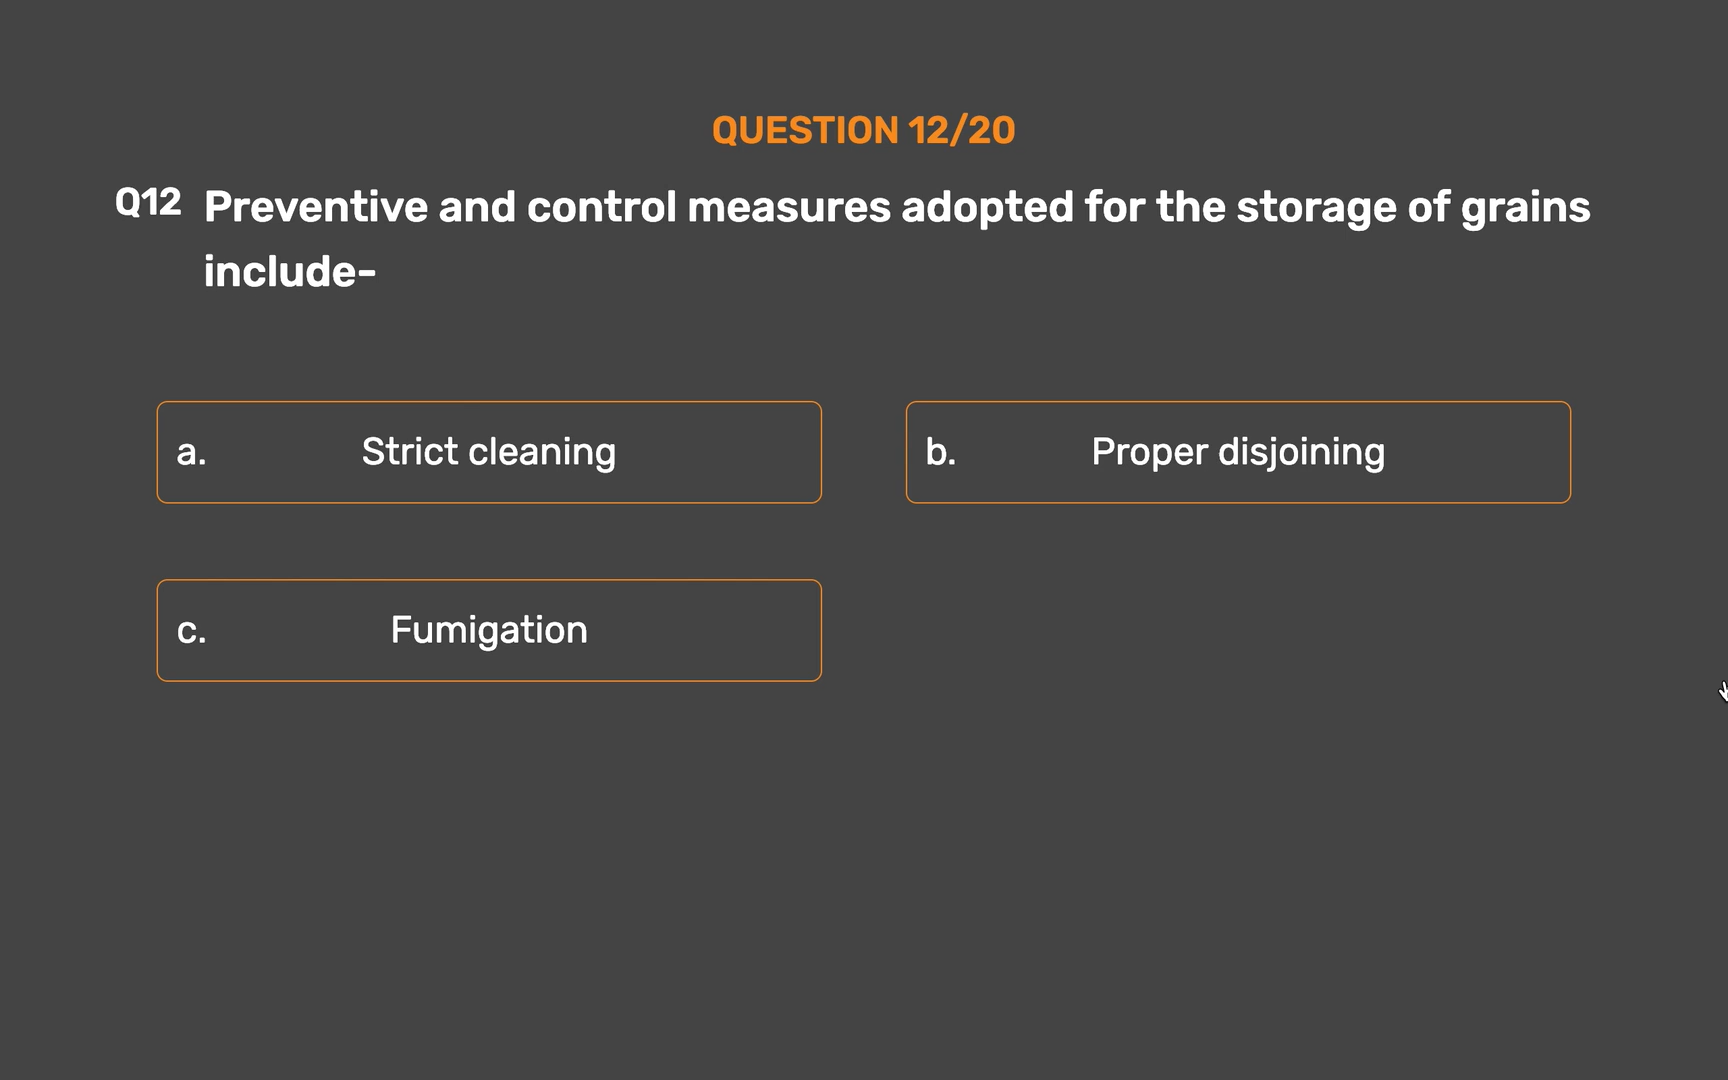 QUESTION 12/20
Q12 Preventive and control measures adopted for the storage of grains
include-
a. Strict cleaning
b. Proper disjoining
c. Fumigation